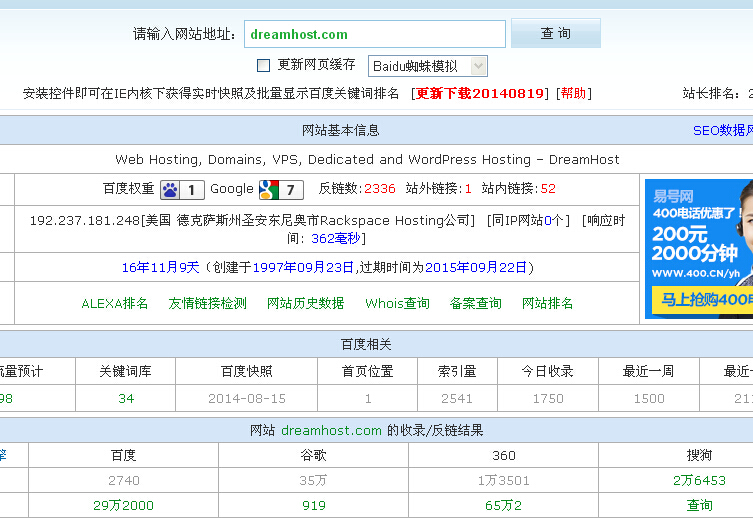 请输入网站地址: dreamhost.com 查 询
更新网页缓存 Baidu蜘蛛模拟
安装控件即可在IE内核下获得实时快照及批量显示百度关键词排名 [更新下载20140819] [帮助] 站长排名:
网站基本信息 SEO数据
Web Hosting, Domains, VPS, Dedicated and WordPress Hosting - DreamHost
百度权重 1 Google 7 反链数:2336 站外链接:1 站内链接:52
192.237.181.248[美国 德克萨斯州圣安东尼奥市Rackspace Hosting公司] [同IP网站0个] [响应时
间: 362毫秒]
16年11月9天 (创建于1997年09月23日,过期时间为2015年09月22日)
ALEXA排名 友情链接检测 网站历史数据 Whois查询 备案查询 网站排名
易号网
400电话优惠了!
200元
2000分钟
WWW.400.CN/yh
马上抢购400
百度相关
流量预计 关键词库 百度快照 首页位置 索引量 今日收录 最近一周 最近一
98 34 2014-08-15 1 2541 1750 1500 21
网站 dreamhost.com 的收录/反链结果
擎 百度 谷歌 360 搜狗
2740 35万 1万3501 2万6453
29万2000 919 65万2 查询